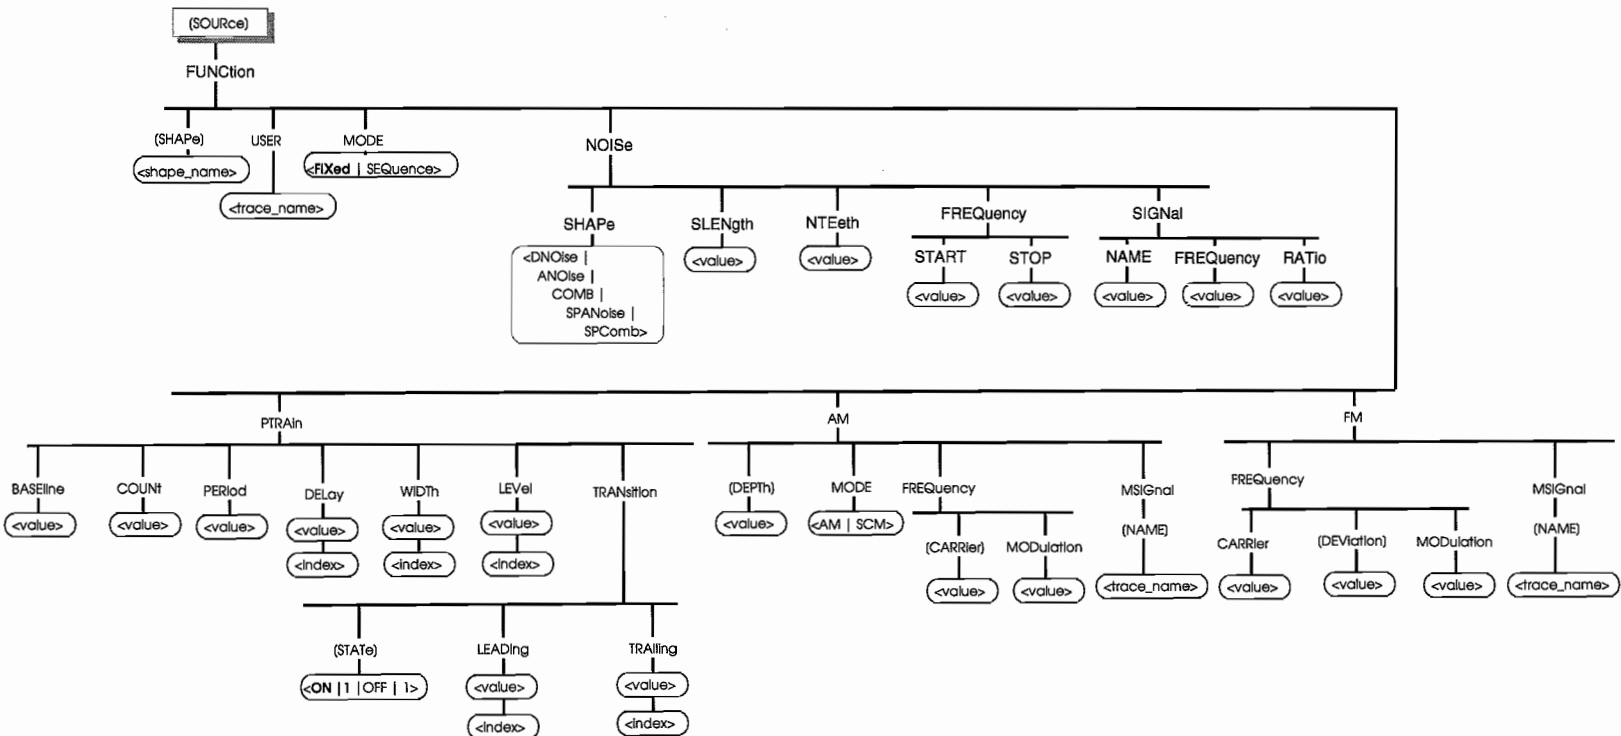 (SOURce)
FUNCtion
(SHAPe) USER MODE NOISe
<shape_name> <FIXed | SEQuence>
<trace_name>
SHAPe SLENgth NTEeth FREQuency SIGNal
<DNOise |
ANOIse |
COMB |
SPANoise |
SPComb>
<value> <value>
START STOP NAME FREQuency RATio
<value> <value> <value> <value> <value>
PTRAin AM FM
BASEline COUNt PERiod DELay WIDTh LEVel TRANsition
<value> <value> <value> <value> <value> <value>
<index> <index> <index>
(DEPTh) MODE FREQuency MSIGnal
<value> <AM | SCM> (NAME)
(CARRier) MODulation
<value> <value> <trace_name>
FREQuency MSIGnal
CARRier (DEViation) MODulation (NAME)
<value> <value> <value> <trace_name>
(STATe) LEADing TRAiling
<ON | 1 | OFF | 1> <value> <value>
<index> <index>